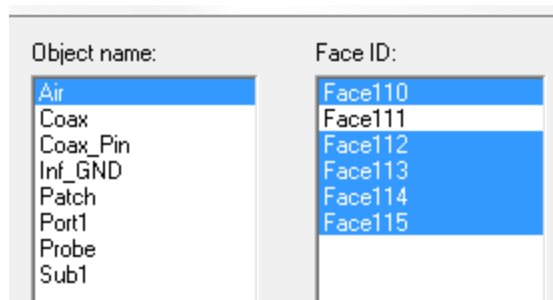 Object name:
Air
Coax
Coax_Pin
Inf_GND
Patch
Port1
Probe
Sub1
Face ID:
Face110
Face111
Face112
Face113
Face114
Face115